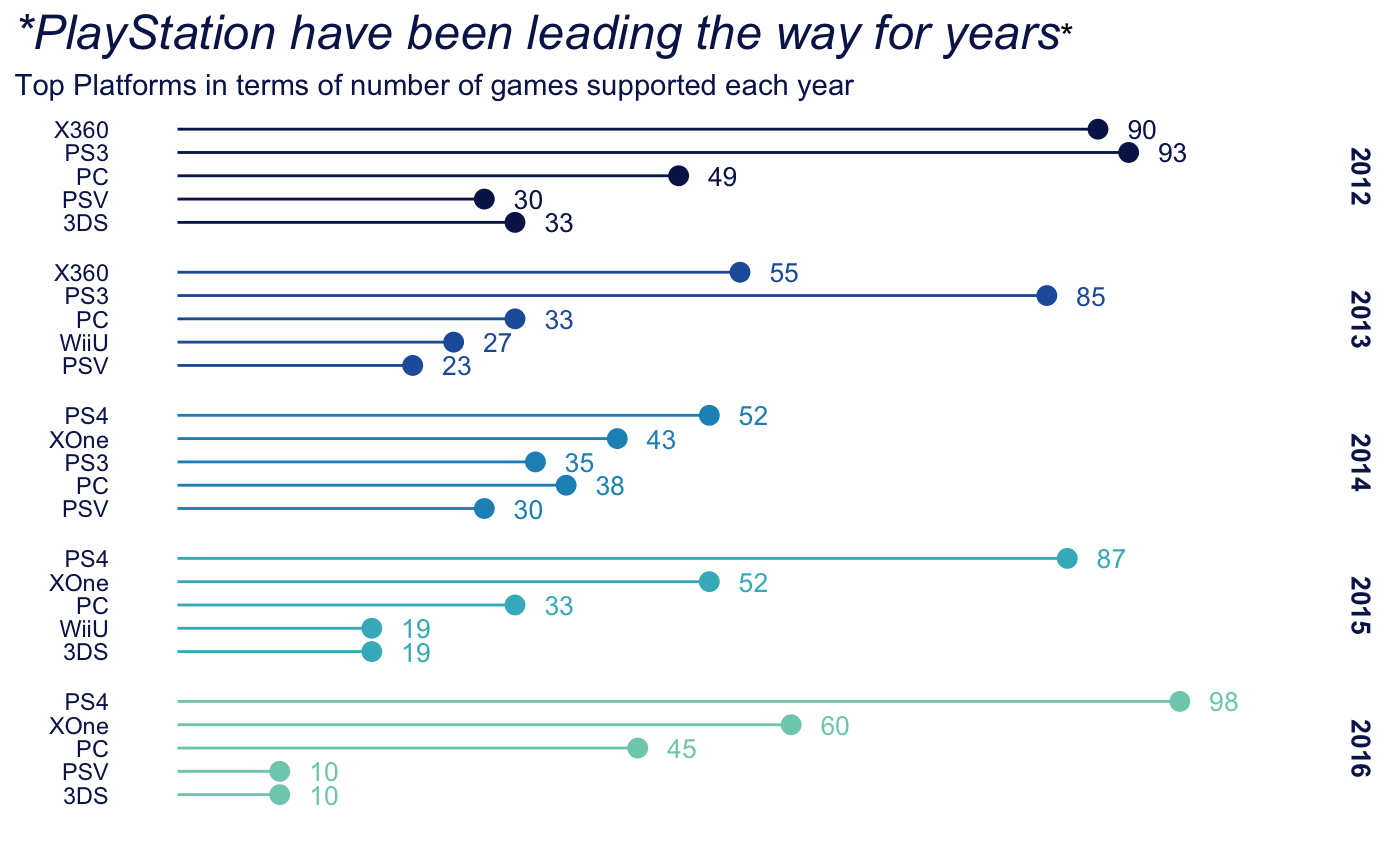 *PlayStation have been leading the way for years*
Top Platforms in terms of number of games supported each year
X360 90
PS3 93
PC 49
PSV 30
3DS 33
2012
X360 55
PS3 85
PC 33
WiiU 27
PSV 23
2013
PS4 52
XOne 43
PS3 35
PC 38
PSV 30
2014
PS4 87
XOne 52
PC 33
WiiU 19
3DS 19
2015
PS4 98
XOne 60
PC 45
PSV 10
3DS 10
2016